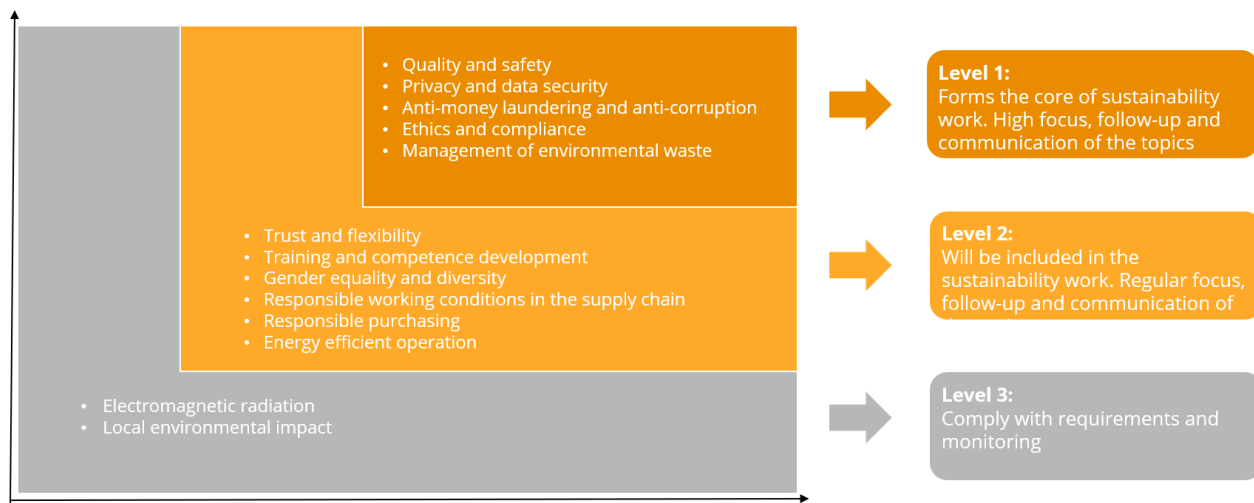 • Quality and safety
• Privacy and data security
• Anti-money laundering and anti-corruption
• Ethics and compliance
• Management of environmental waste
Level 1:
Forms the core of sustainability
work. High focus, follow-up and
communication of the topics
• Trust and flexibility
• Training and competence development
• Gender equality and diversity
• Responsible working conditions in the supply chain
• Responsible purchasing
• Energy efficient operation
Level 2:
Will be included in the
sustainability work. Regular focus,
follow-up and communication of
• Electromagnetic radiation
• Local environmental impact
Level 3:
Comply with requirements and
monitoring